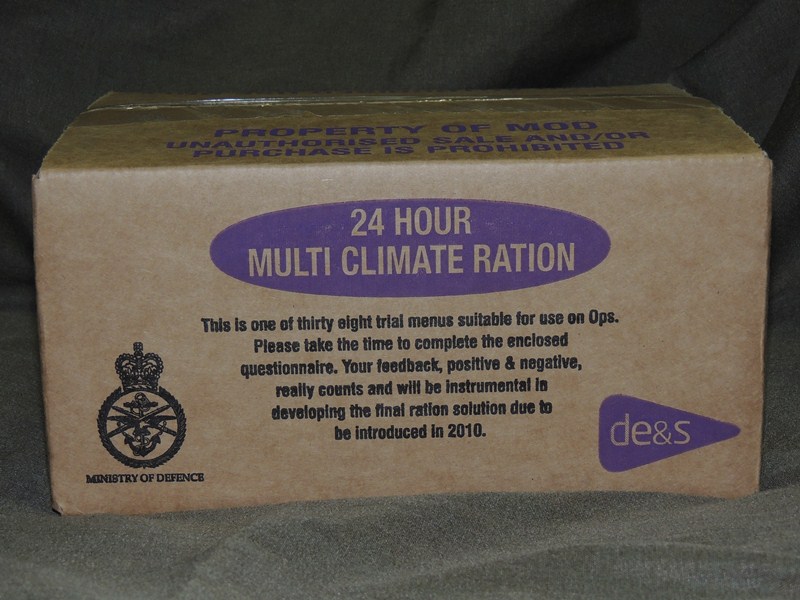 PROPERTY OF MOD
UNAUTHORISED SALE AND/OR
PURCHASE IS PROHIBITED
24 HOUR
MULTI CLIMATE RATION
This is one of thirty eight trial menus suitable for use on Ops.
Please take the time to complete the enclosed
questionnaire. Your feedback, positive & negative,
really counts and will be instrumental in
developing the final ration solution due to
be introduced in 2010.
MINISTRY OF DEFENCE
de&s